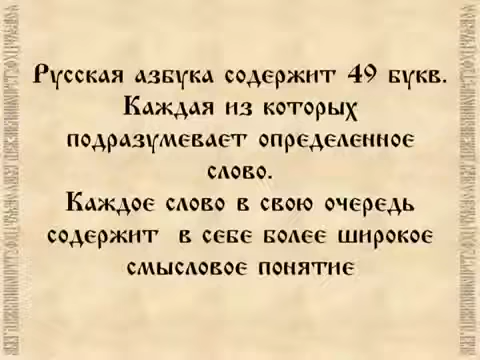 Русская азбука содержит 49 букв.
Каждая из которых
подразумевает определенное
слово.
Каждое слово в свою очередь
содержит в себе более широкое
смысловое понятие